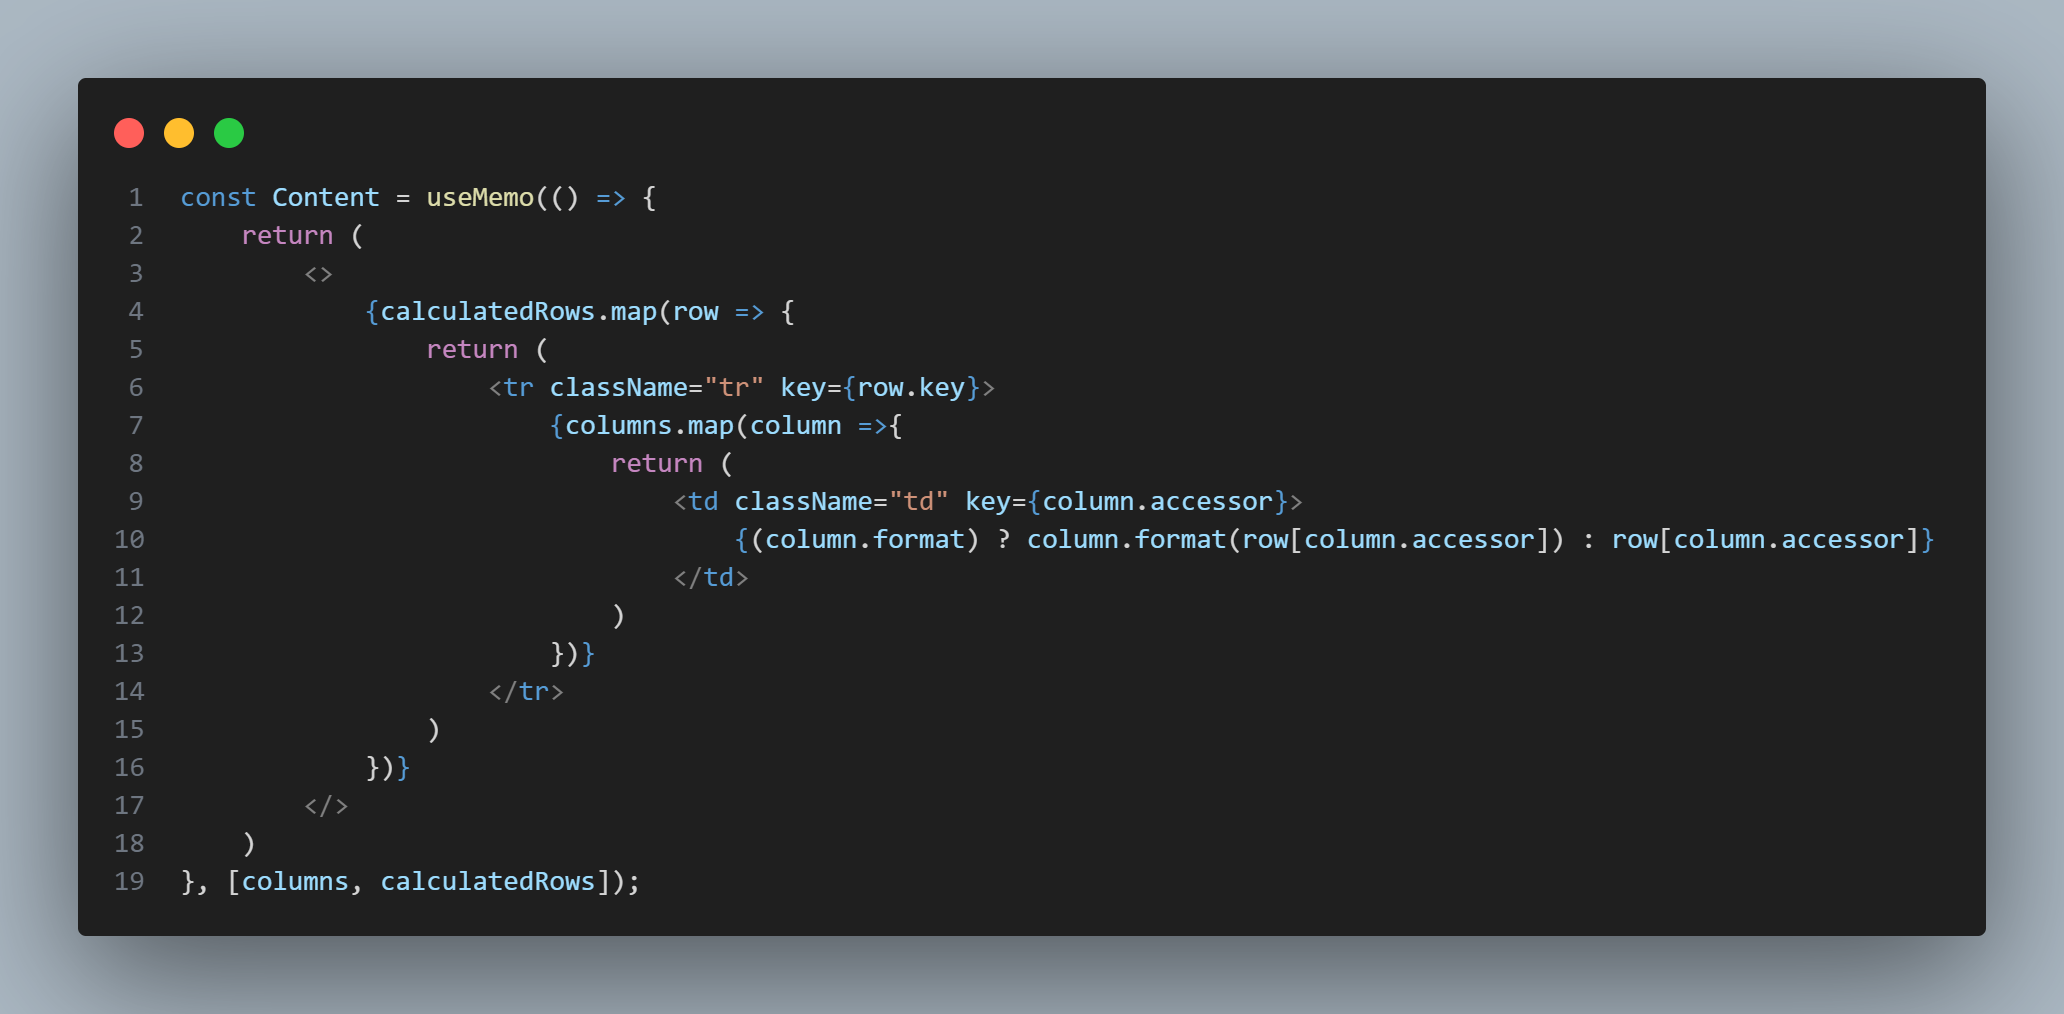 1 const Content = useMemo(() => {
2     return (
3         <>
4             {calculatedRows.map(row => {
5                 return (
6                     <tr className="tr" key={row.key}>
7                         {columns.map(column =>{
8                             return (
9                                 <td className="td" key={column.accessor}>
10                                     {(column.format) ? column.format(row[column.accessor]) : row[column.accessor]}
11                                 </td>
12                             )
13                         })}
14                     </tr>
15                 )
16             })}
17         </>
18     )
19 }, [columns, calculatedRows]);